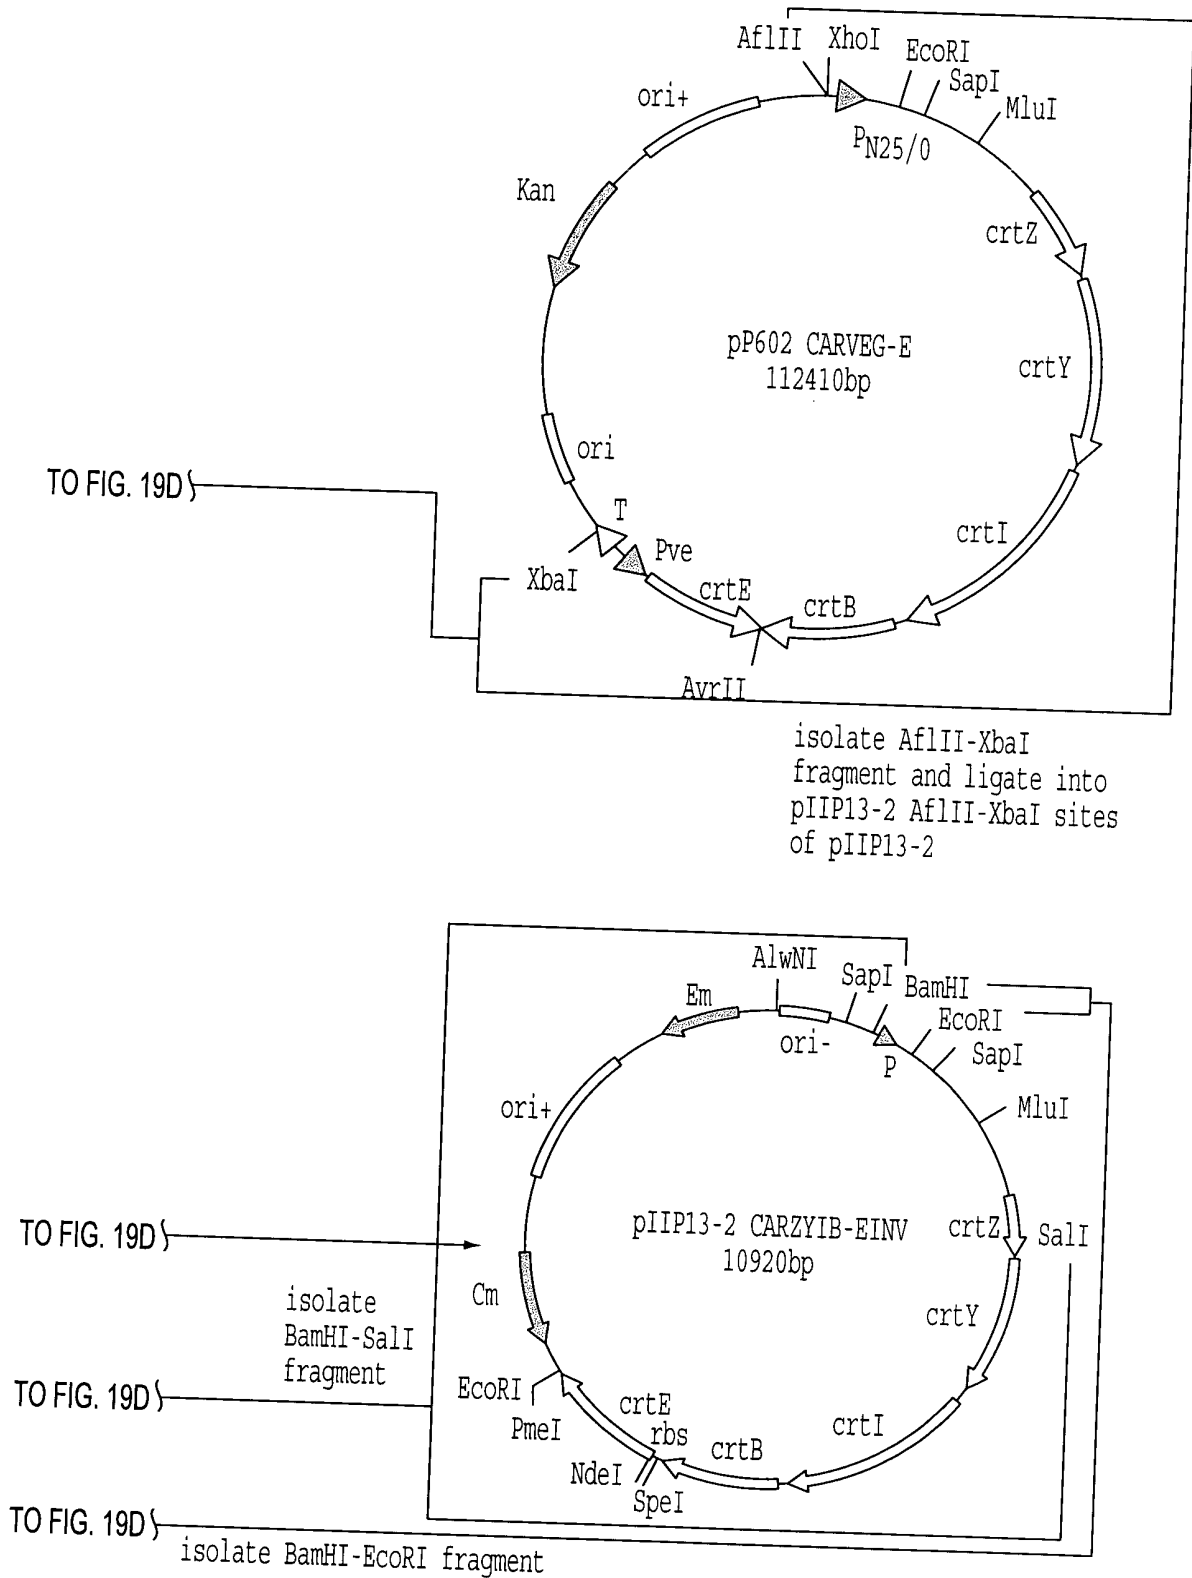 AflII XhoI
EcoRI
SapI
MluI
ori+
PN25/0
Kan
crtZ
pP602 CARVEG-E
112410bp
crtY
ori
TO FIG. 19D
T
crtI
Pve
XbaI
crtE
crtB
AvrII
isolate AflII-XbaI
fragment and ligate into
pIIP13-2 AflII-XbaI sites
of pIIP13-2
AlwNI
SapI
BamHI
Em
EcoRI
ori-
SapI
P
ori+
MluI
TO FIG. 19D
pIIP13-2 CARZYIB-EINV
10920bp
crtZ
SalI
Cm
isolate
BamHI-SalI
fragment
crtY
TO FIG. 19D
EcoRI
PmeI
crtE
rbs
crtB
crtI
NdeI
SpeI
TO FIG. 19D
isolate BamHI-EcoRI fragment